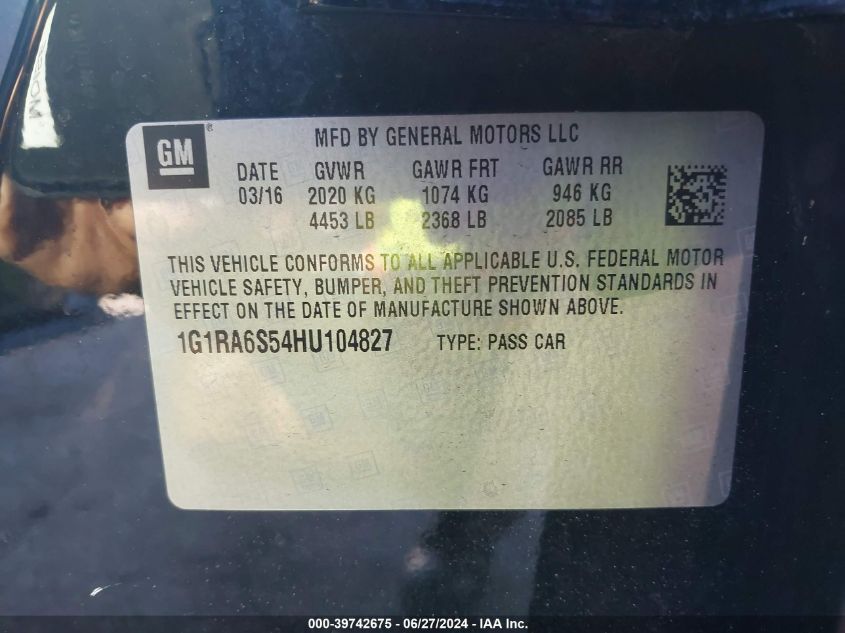 GM
MFD BY GENERAL MOTORS LLC
DATE GVWR GAWR FRT GAWR RR
03/16 2020 KG 1074 KG 946 KG
4453 LB 2368 LB 2085 LB
THIS VEHICLE CONFORMS TO ALL APPLICABLE U.S. FEDERAL MOTOR
VEHICLE SAFETY, BUMPER, AND THEFT PREVENTION STANDARDS IN
EFFECT ON THE DATE OF MANUFACTURE SHOWN ABOVE.
1G1RA6S54HU104827 TYPE: PASS CAR
000-39742675 - 06/27/2024 - IAA Inc.